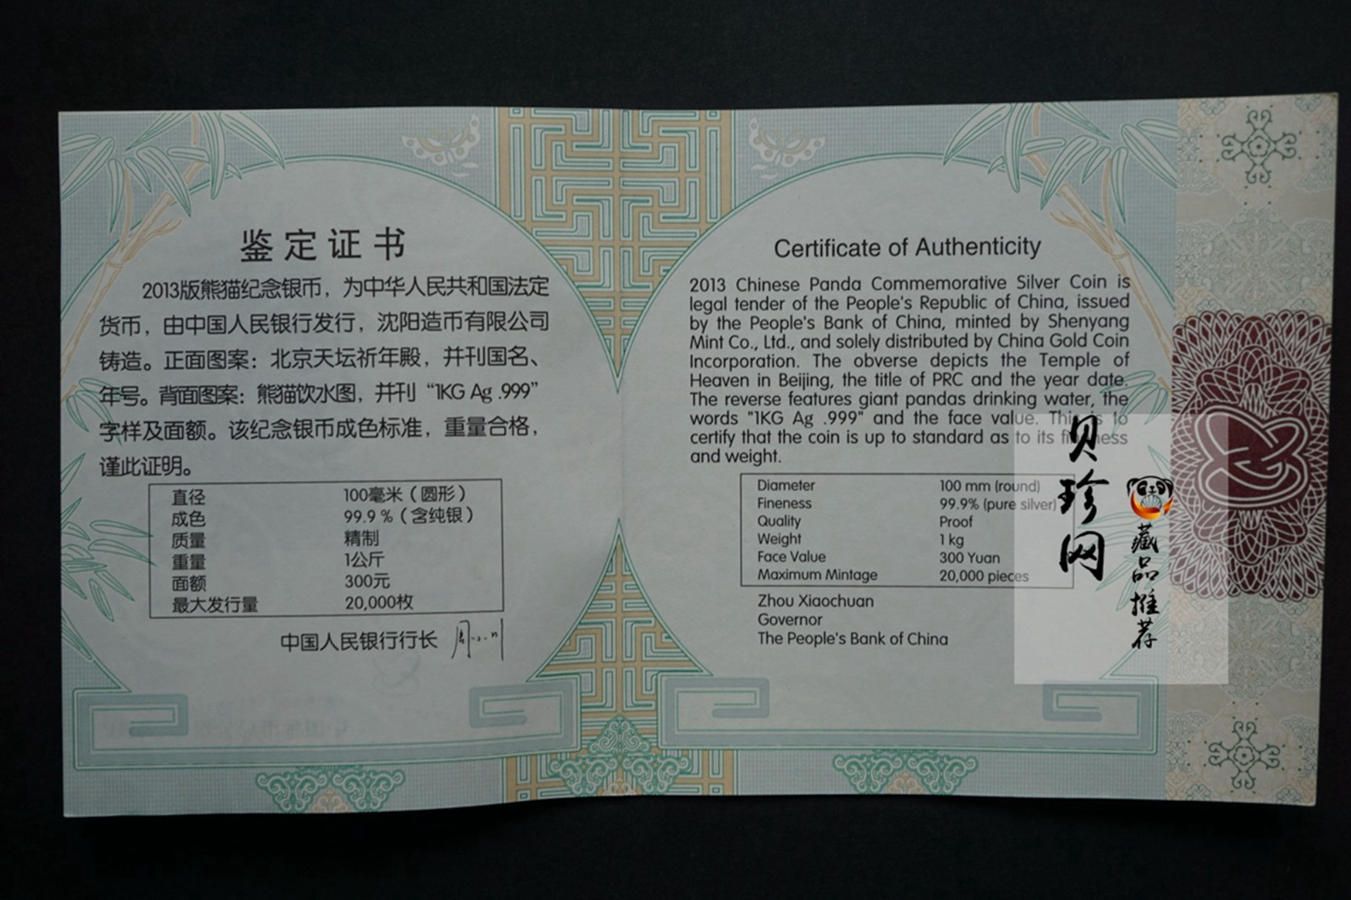 鉴定证书
2013版熊猫纪念银币，为中华人民共和国法定
货币，由中国人民银行发行，沈阳造币有限公司
铸造。正面图案：北京天坛祈年殿，并刊国名、
年号。背面图案：熊猫饮水图，并刊“1KG Ag .999”
字样及面额。该纪念银币成色标准，重量合格，
谨此证明。
直径 100毫米（圆形）
成色 99.9％（含纯银）
质量 精制
重量 1公斤
面额 300元
最大发行量 20,000枚
中国人民银行行长
Certificate of Authenticity
2013 Chinese Panda Commemorative Silver Coin is
legal tender of the People's Republic of China, issued
by the People's Bank of China, minted by Shenyang
Mint Co., Ltd., and solely distributed by China Gold Coin
Incorporation. The obverse depicts the Temple of
Heaven in Beijing, the title of PRC and the year date.
The reverse features giant pandas drinking water, the
words "1KG Ag .999" and the face value. This is to
certify that the coin is up to standard as to its fineness
and weight.
Diameter 100 mm (round)
Fineness 99.9% (pure silver)
Quality Proof
Weight 1 kg
Face Value 300 Yuan
Maximum Mintage 20,000 pieces
Zhou Xiaochuan
Governor
The People's Bank of China
贝珍网
藏品推荐